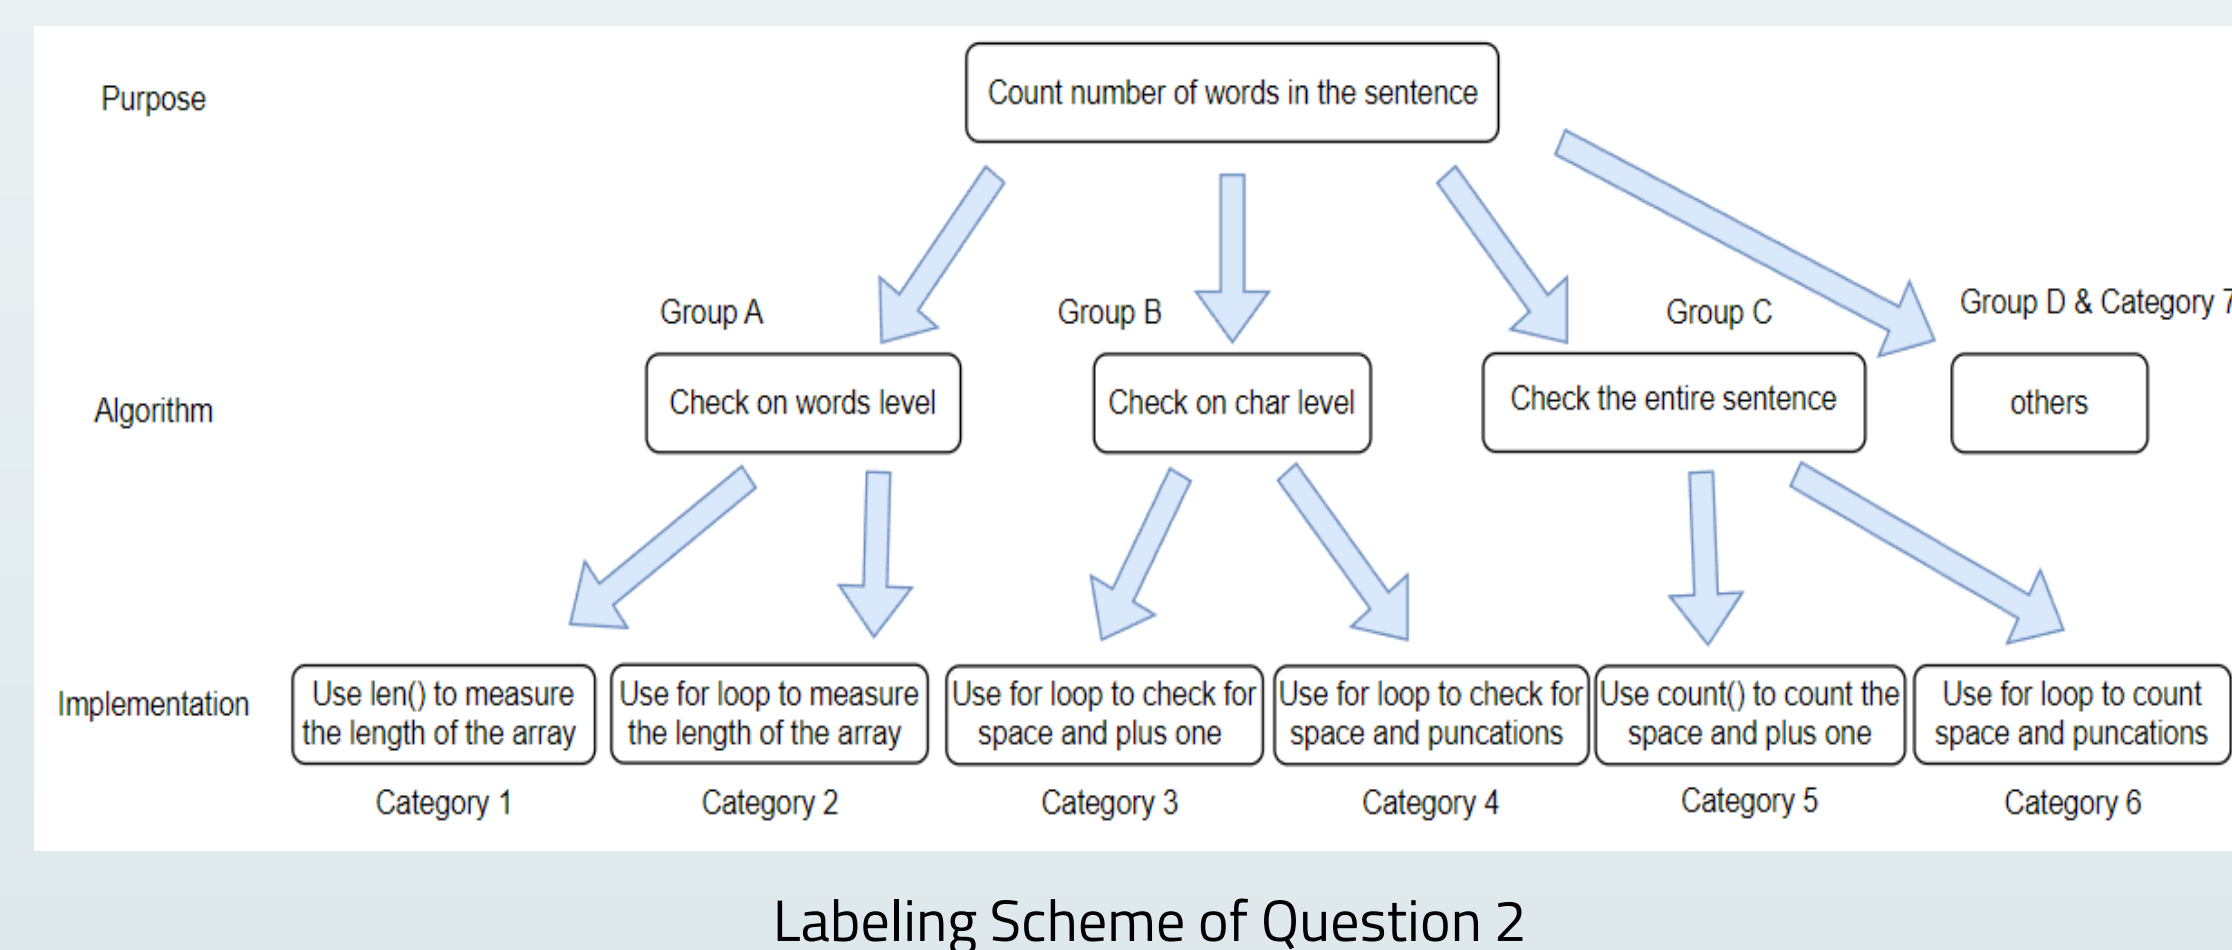 Purpose
Count number of words in the sentence
Group A
Group B
Group C
Group D & Category 7
Algorithm
Check on words level
Check on char level
Check the entire sentence
others
Implementation
Use len() to measure
the length of the array
Use for loop to measure
the length of the array
Use for loop to check for
space and plus one
Use for loop to check for
space and puncations
Use count() to count the
space and plus one
Use for loop to count
space and puncations
Category 1
Category 2
Category 3
Category 4
Category 5
Category 6
Labeling Scheme of Question 2